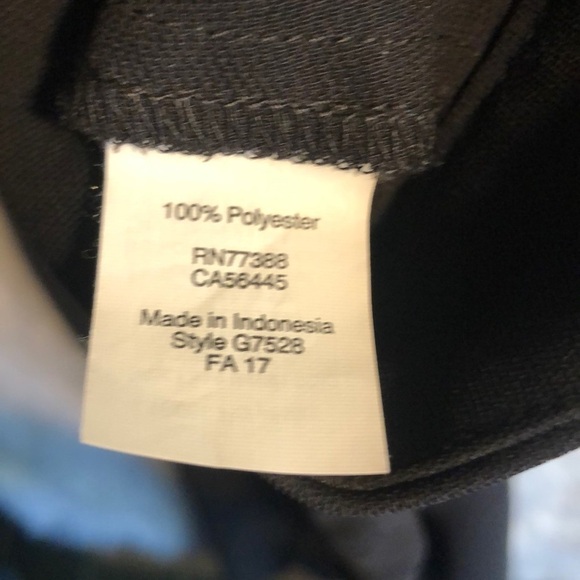 100% Polyester
RN77388
CA56445
Made in Indonesia
Style G7528
FA 17